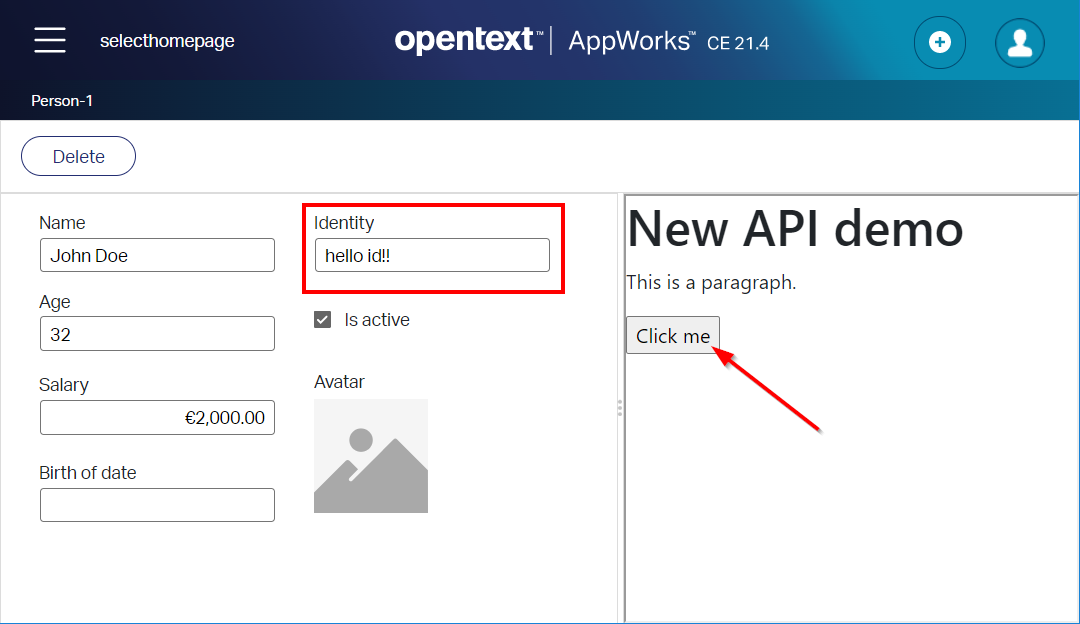 selecthomepage
opentext™ | AppWorks™ CE 21.4
Person-1
Delete
Name
John Doe
Identity
hello id!!
Age
32
Is active
Salary
€2,000.00
Avatar
Birth of date
New API demo
This is a paragraph.
Click me